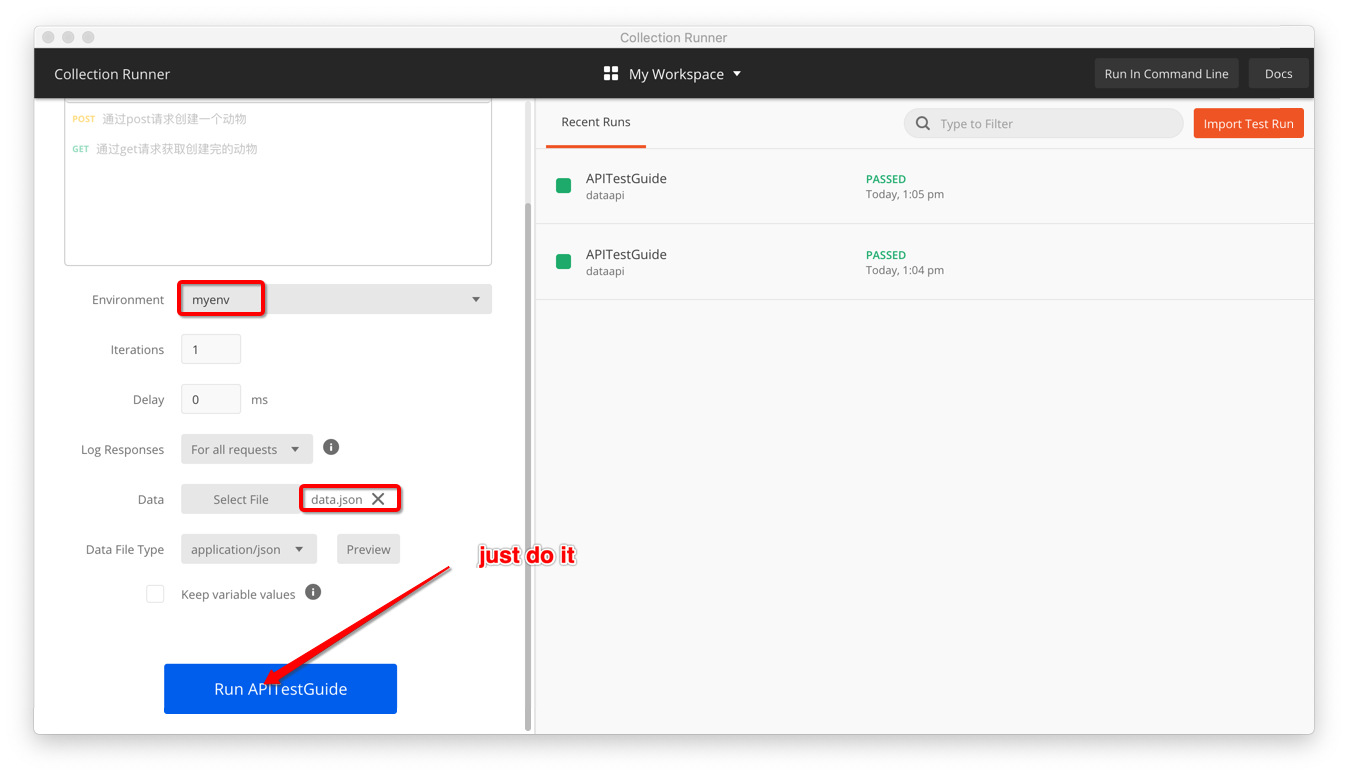 Collection Runner
Collection Runner
My Workspace
Run In Command Line
Docs
POST 通过post请求创建一个动物
GET 通过get请求获取创建完的动物
Environment
myenv
Iterations
1
Delay
0
ms
Log Responses
For all requests
Data
Select File
data.json
Data File Type
application/json
Preview
Keep variable values
just do it
Run APITestGuide
Recent Runs
Type to Filter
Import Test Run
APITestGuide
dataapi
PASSED
Today, 1:05 pm
APITestGuide
dataapi
PASSED
Today, 1:04 pm